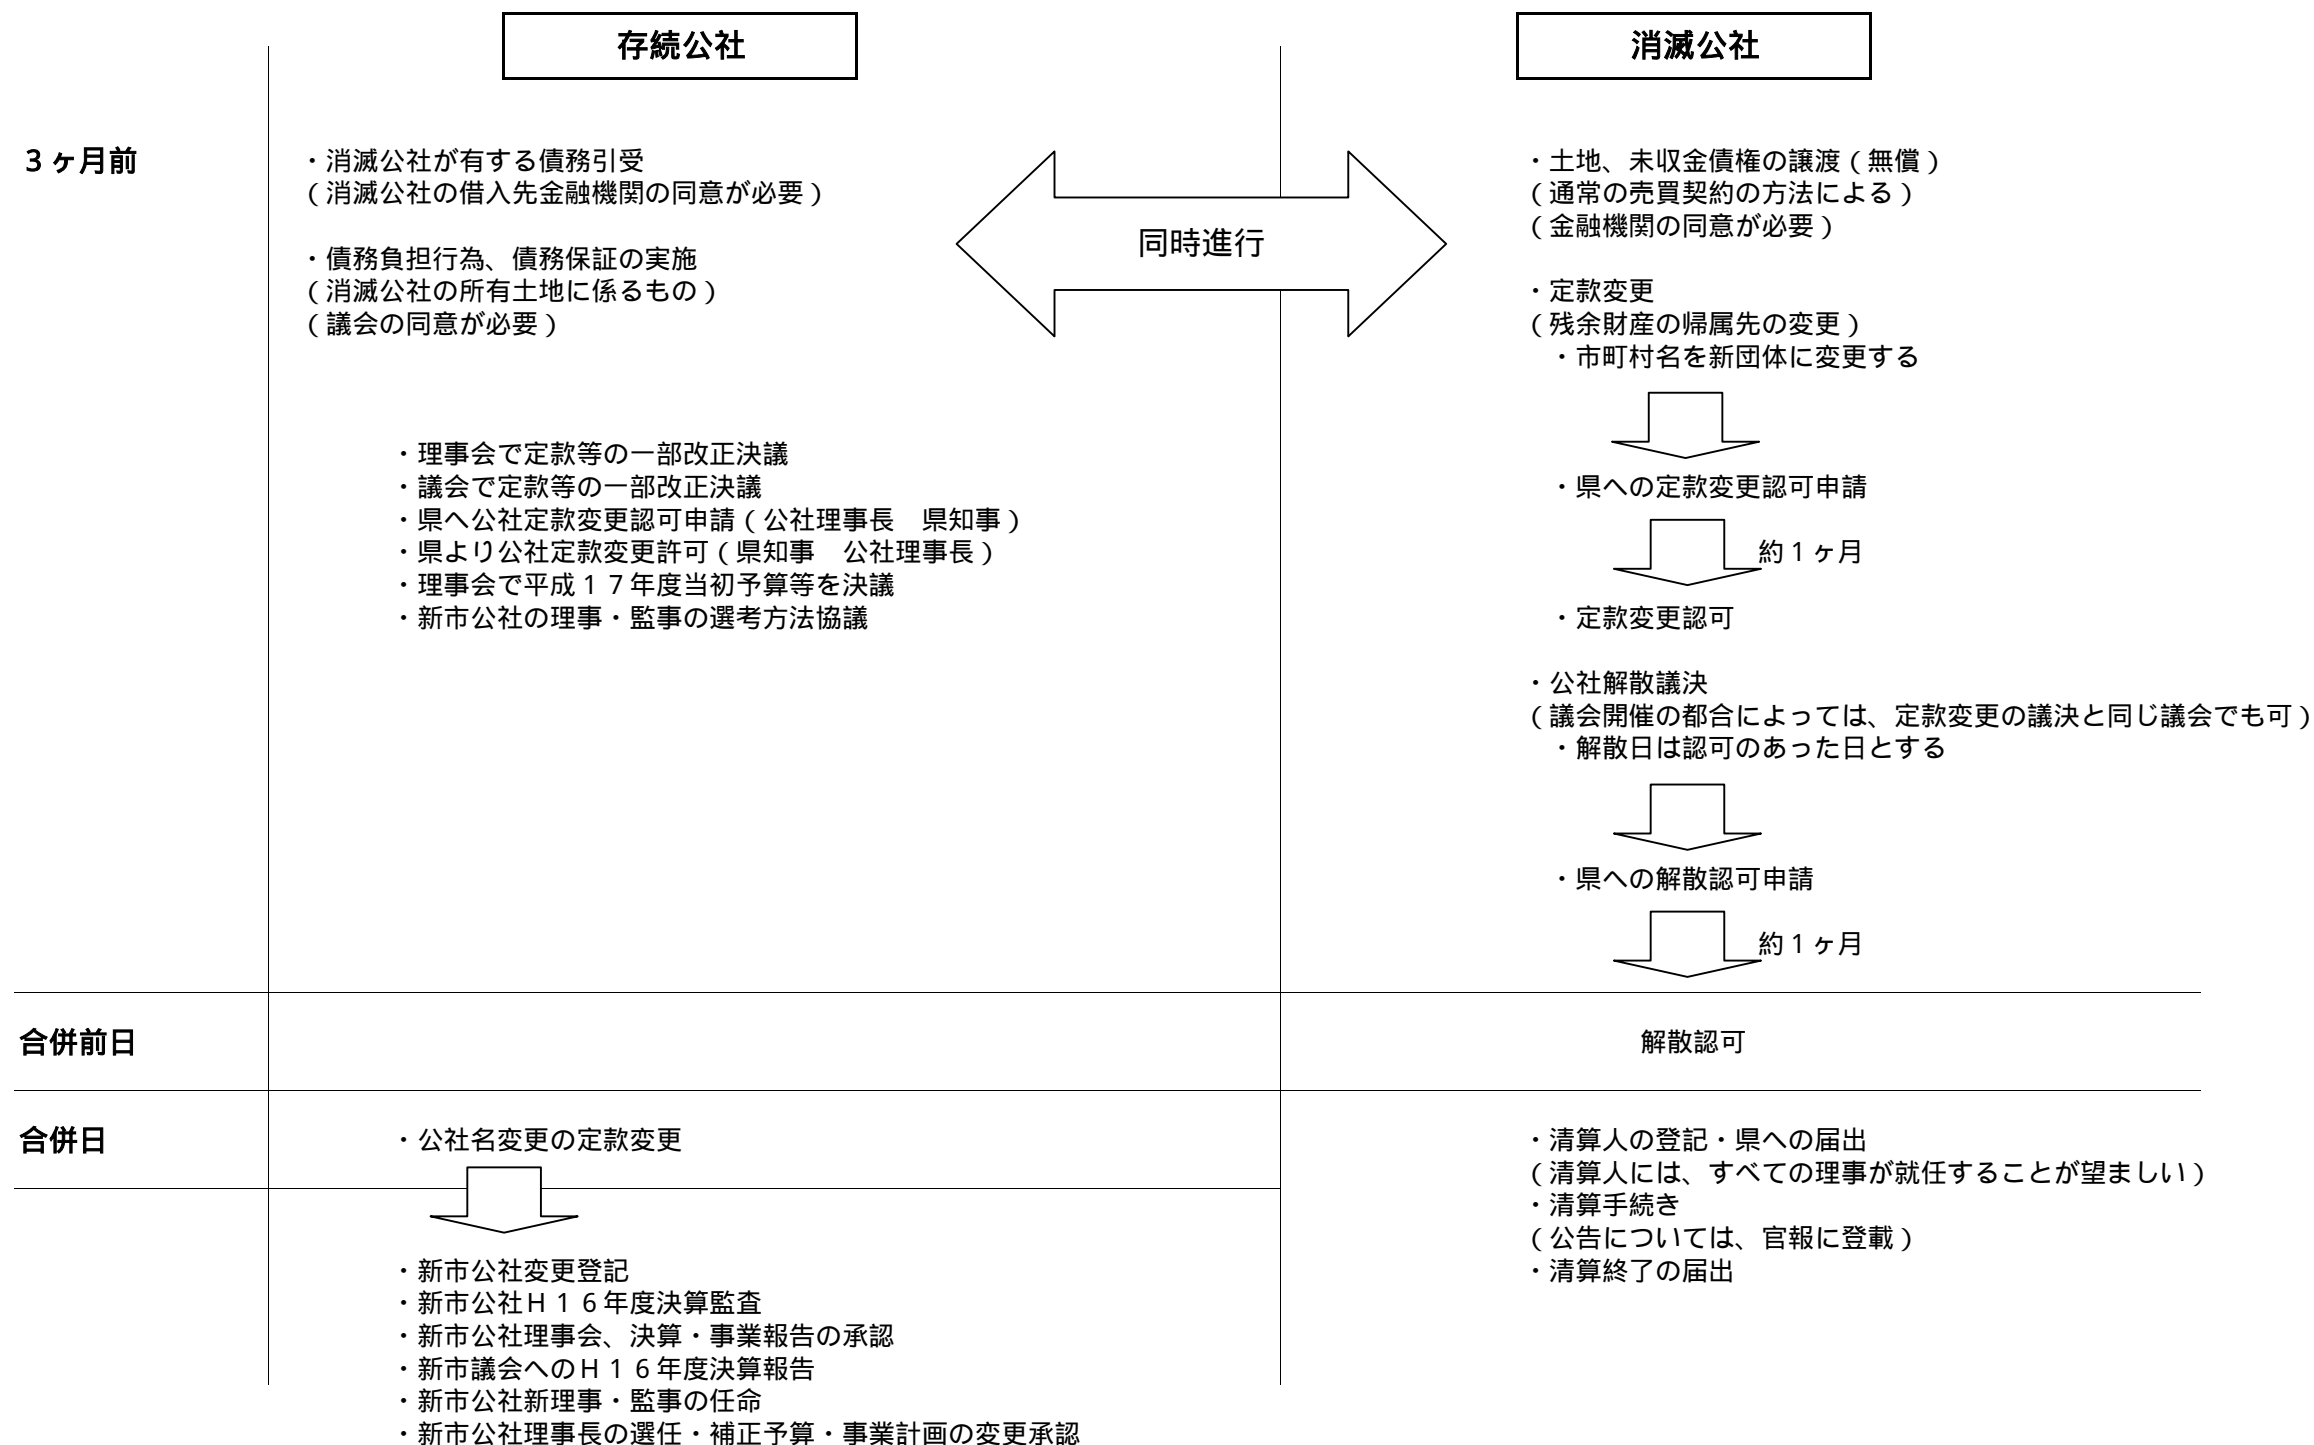 存続公社
消滅公社
３ヶ月前
・消滅公社が有する債務引受
（消滅公社の借入先金融機関の同意が必要）
・債務負担行為、債務保証の実施
（消滅公社の所有土地に係るもの）
（議会の同意が必要）
同時進行
・土地、未収金債権の譲渡（無償）
（通常の売買契約の方法による）
（金融機関の同意が必要）
・定款変更
（残余財産の帰属先の変更）
・市町村名を新団体に変更する
・理事会で定款等の一部改正決議
・議会で定款等の一部改正決議
・県へ公社定款変更認可申請（公社理事長　県知事）
・県より公社定款変更許可（県知事　公社理事長）
・理事会で平成１７年度当初予算等を決議
・新市公社の理事・監事の選考方法協議
・県への定款変更認可申請
約１ヶ月
・定款変更認可
・公社解散議決
（議会開催の都合によっては、定款変更の議決と同じ議会でも可）
・解散日は認可のあった日とする
・県への解散認可申請
約１ヶ月
合併前日
解散認可
合併日
・公社名変更の定款変更
・新市公社変更登記
・新市公社Ｈ１６年度決算監査
・新市公社理事会、決算・事業報告の承認
・新市議会へのＨ１６年度決算報告
・新市公社新理事・監事の任命
・新市公社理事長の選任・補正予算・事業計画の変更承認
・清算人の登記・県への届出
（清算人には、すべての理事が就任することが望ましい）
・清算手続き
（公告については、官報に登載）
・清算終了の届出